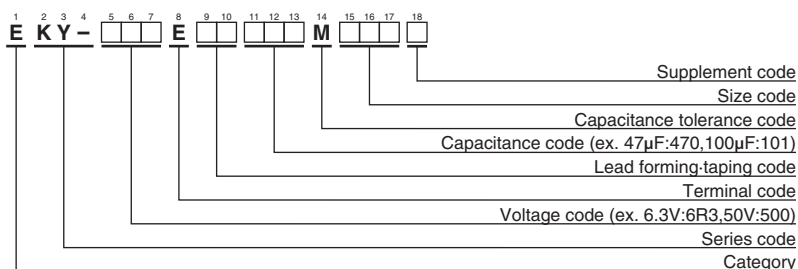 1 2 3 4 5 6 7 8 9 10 11 12 13 14 15 16 17 18
E K Y – E M
Supplement code
Size code
Capacitance tolerance code
Capacitance code (ex. 47µF:470,100µF:101)
Lead forming·taping code
Terminal code
Voltage code (ex. 6.3V:6R3,50V:500)
Series code
Category